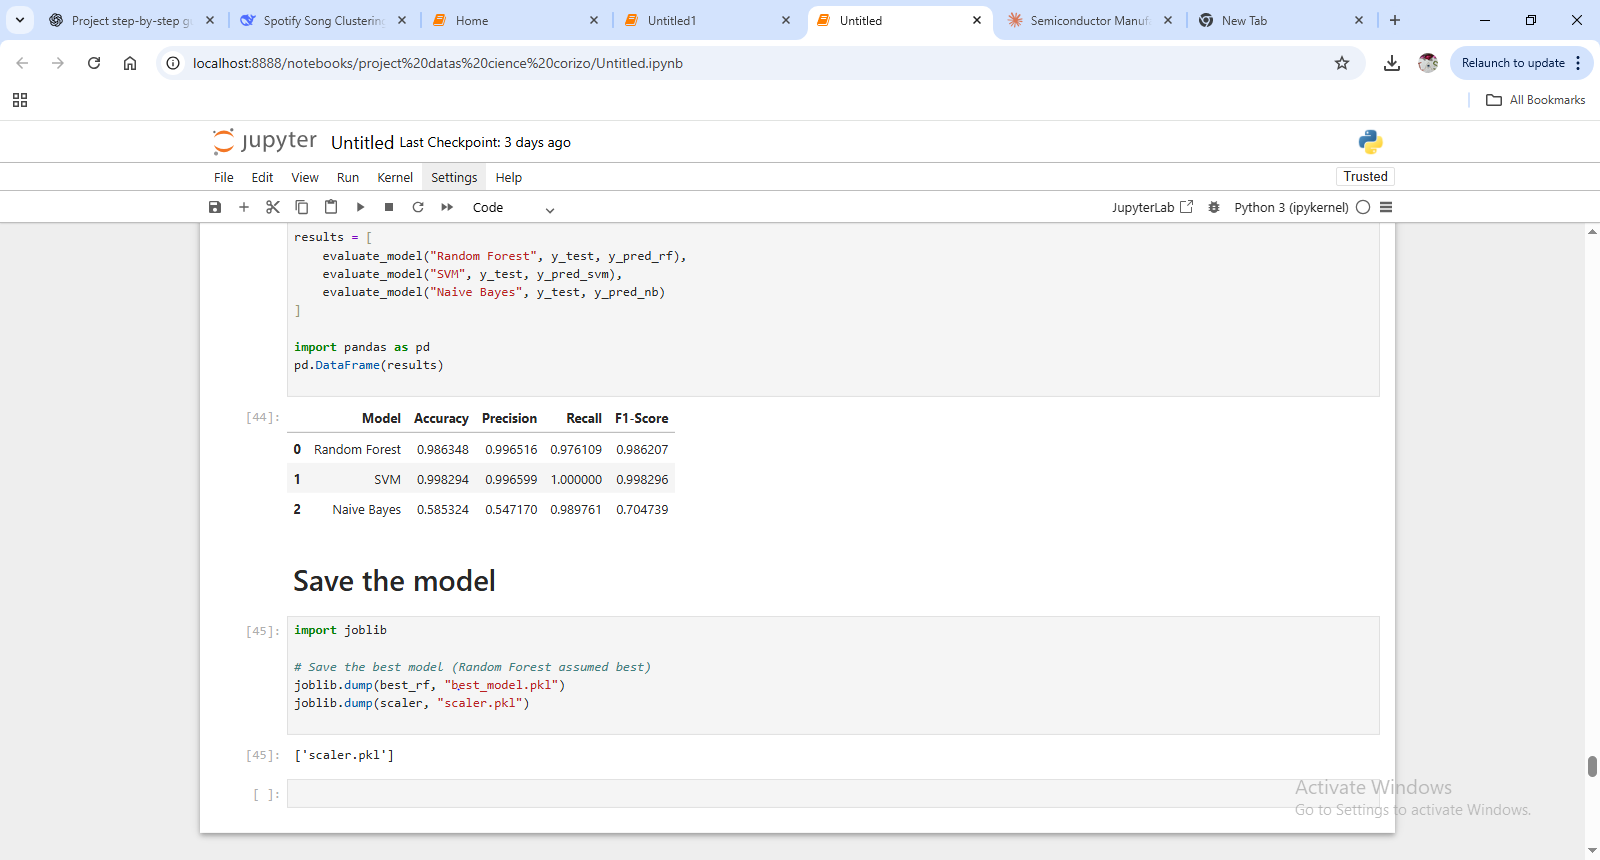 Project step-by-step g
Spotify Song Clustering
Home
Untitled1
Untitled
Semiconductor Manuf
New Tab
localhost:8888/notebooks/project%20datas%20cience%20corizo/Untitled.ipynb
Relaunch to update
All Bookmarks
jupyter Untitled Last Checkpoint: 3 days ago
File Edit View Run Kernel Settings Help
Trusted
Code
JupyterLab
Python 3 (ipykernel)
results = [
    evaluate_model("Random Forest", y_test, y_pred_rf),
    evaluate_model("SVM", y_test, y_pred_svm),
    evaluate_model("Naive Bayes", y_test, y_pred_nb)
]
import pandas as pd
pd.DataFrame(results)
[44]:
Model Accuracy Precision Recall F1-Score
0 Random Forest 0.986348 0.996516 0.976109 0.986207
1 SVM 0.998294 0.996599 1.000000 0.998296
2 Naive Bayes 0.585324 0.547170 0.989761 0.704739
Save the model
[45]: import joblib
# Save the best model (Random Forest assumed best)
joblib.dump(best_rf, "best_model.pkl")
joblib.dump(scaler, "scaler.pkl")
[45]: ['scaler.pkl']
[ ]:
Activate Windows
Go to Settings to activate Windows.